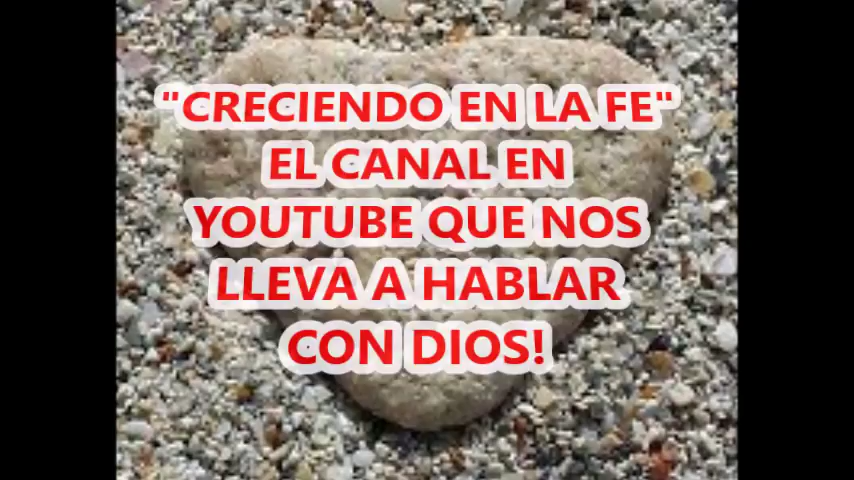 "CRECIENDO EN LA FE"
EL CANAL EN
YOUTUBE QUE NOS
LLEVA A HABLAR
CON DIOS!